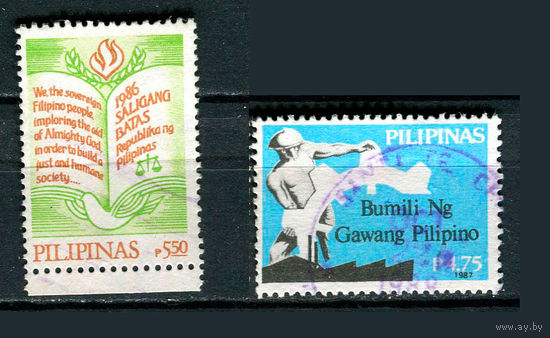 We, the sovereign
Filipino people,
imploring the aid
of Almighty God,
in order to build a
just and humane
society....
1986
SALIGANG
BATAS
Republika ng
Pilipinas
PILIPINAS P5.50
PILIPINAS
Bumili Ng
Gawang Pilipino
P4.75
1987
www.ay.by